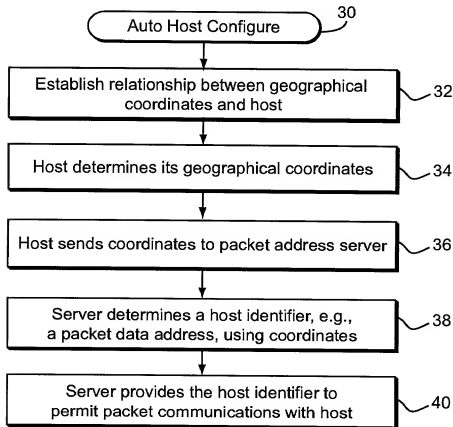 Auto Host Configure
30
Establish relationship between geographical
coordinates and host
32
Host determines its geographical coordinates
34
Host sends coordinates to packet address server
36
Server determines a host identifier, e.g.,
a packet data address, using coordinates
38
Server provides the host identifier to
permit packet communications with host
40